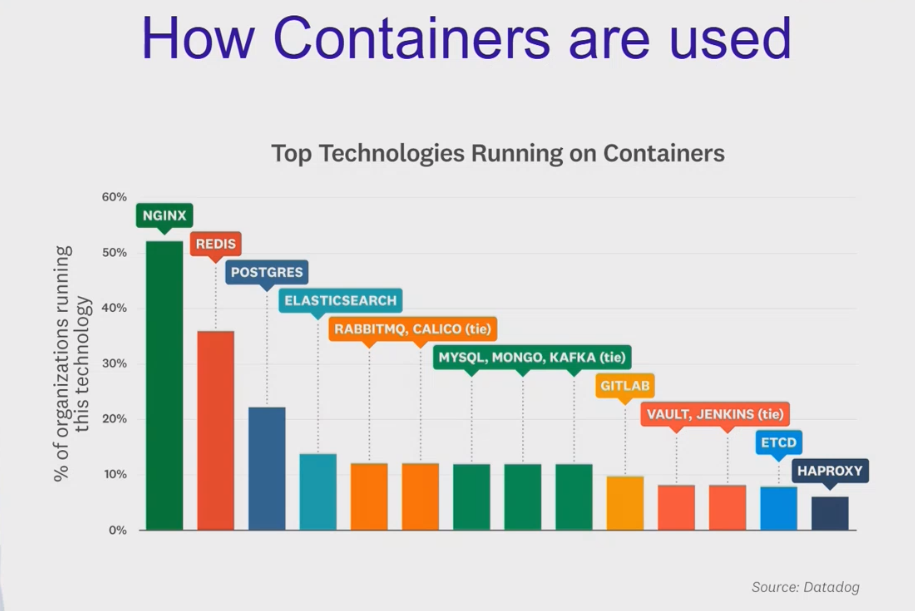 How Containers are used
Top Technologies Running on Containers
% of organizations running
this technology
60%
50%
40%
30%
20%
10%
0%
NGINX
REDIS
POSTGRES
ELASTICSEARCH
RABBITMQ, CALICO (tie)
MYSQL, MONGO, KAFKA (tie)
GITLAB
VAULT, JENKINS (tie)
ETCD
HAPROXY
Source: Datadog